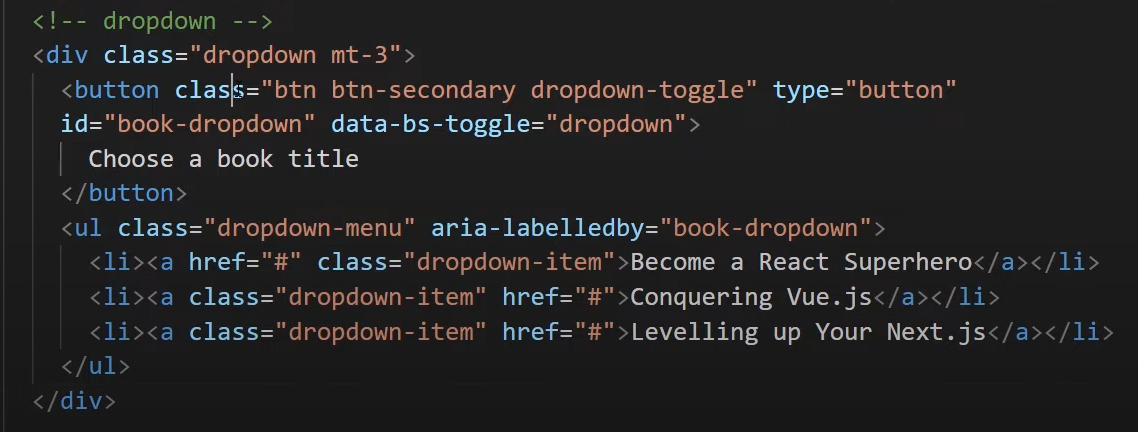 <!-- dropdown -->
<div class="dropdown mt-3">
<button class="btn btn-secondary dropdown-toggle" type="button"
id="book-dropdown" data-bs-toggle="dropdown">
Choose a book title
</button>
<ul class="dropdown-menu" aria-labelledby="book-dropdown">
<li><a href="#" class="dropdown-item">Become a React Superhero</a></li>
<li><a class="dropdown-item" href="#">Conquering Vue.js</a></li>
<li><a class="dropdown-item" href="#">Levelling up Your Next.js</a></li>
</ul>
</div>